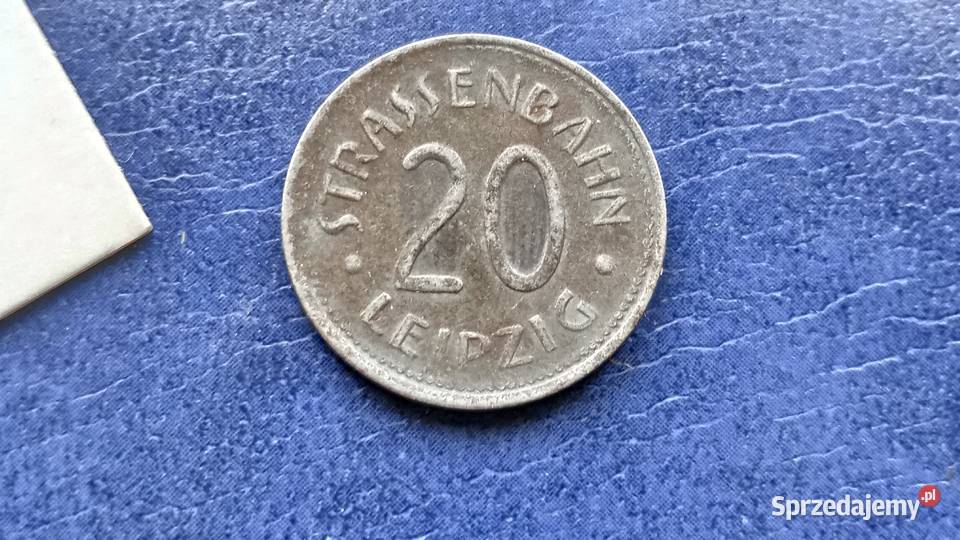 STRASSENBAHN
20
LEIPZIG
Sprzedajemy.pl